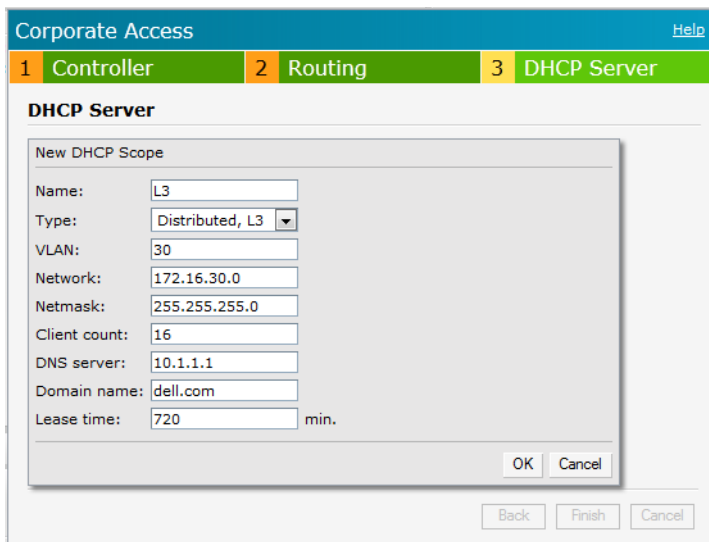 Corporate Access Help
1 Controller 2 Routing 3 DHCP Server
DHCP Server
New DHCP Scope
Name: L3
Type: Distributed, L3
VLAN: 30
Network: 172.16.30.0
Netmask: 255.255.255.0
Client count: 16
DNS server: 10.1.1.1
Domain name: dell.com
Lease time: 720 min.
OK Cancel
Back Finish Cancel